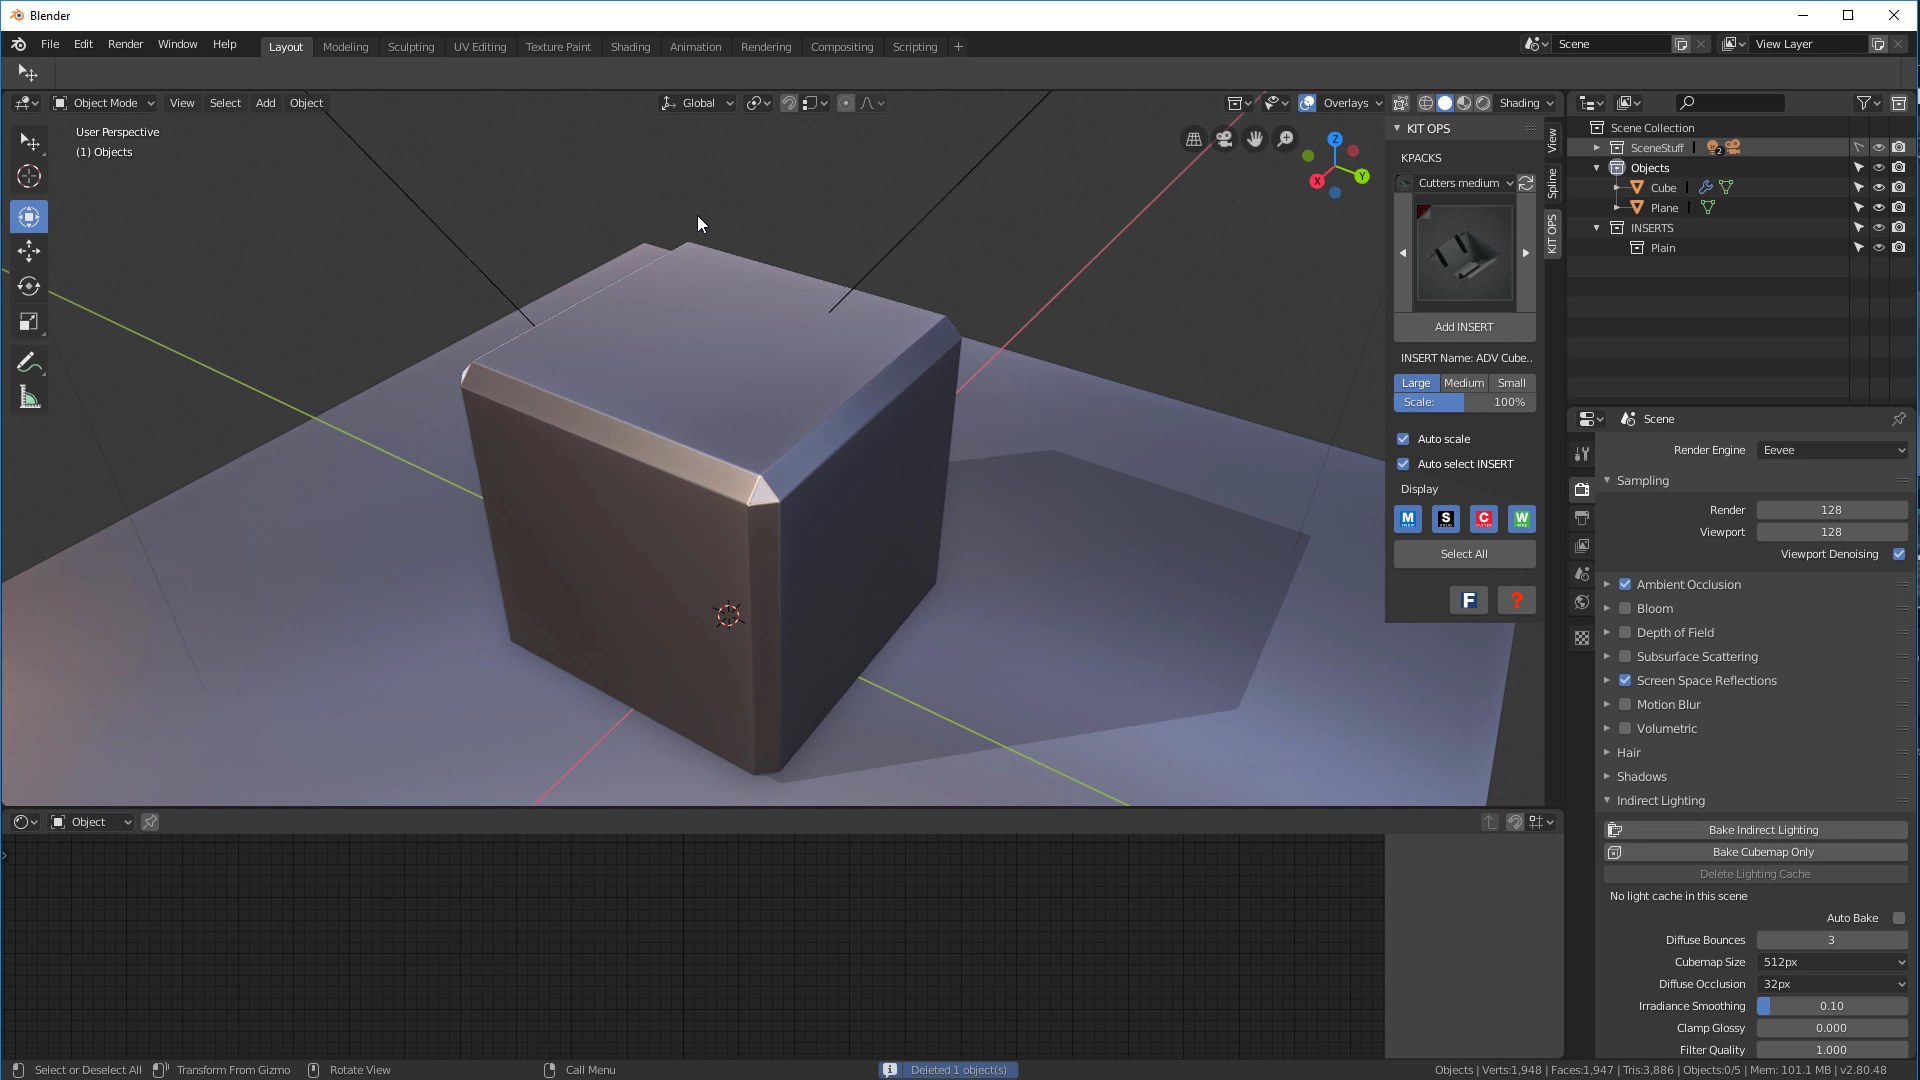 Blender
File Edit Render Window Help Layout Modeling Sculpting UV Editing Texture Paint Shading Animation Rendering Compositing Scripting + Scene View Layer
Object Mode View Select Add Object Global Overlays Shading
User Perspective
(1) Objects
Z
Y
X
KIT OPS
KPACKS
Cutters medium
Add INSERT
INSERT Name: ADV Cube..
Large Medium Small
Scale: 100%
Auto scale
Auto select INSERT
Display
M S C W
Select All
F ?
View
Spline
KIT OPS
Scene Collection
SceneStuff 2
Objects
Cube
Plane
INSERTS
Plain
Scene
Render Engine Eevee
Sampling
Render 128
Viewport 128
Viewport Denoising
Ambient Occlusion
Bloom
Depth of Field
Subsurface Scattering
Screen Space Reflections
Motion Blur
Volumetric
Hair
Shadows
Indirect Lighting
Bake Indirect Lighting
Bake Cubemap Only
Delete Lighting Cache
No light cache in this scene
Auto Bake
Diffuse Bounces 3
Cubemap Size 512px
Diffuse Occlusion 32px
Irradiance Smoothing 0.10
Clamp Glossy 0.000
Filter Quality 1.000
Object
Select or Deselect All Transform From Gizmo Rotate View Call Menu Deleted 1 object(s) Objects | Verts:1,948 | Faces:1,947 | Tris:3,886 | Objects:0/5 | Mem: 101.1 MB | v2.80.48